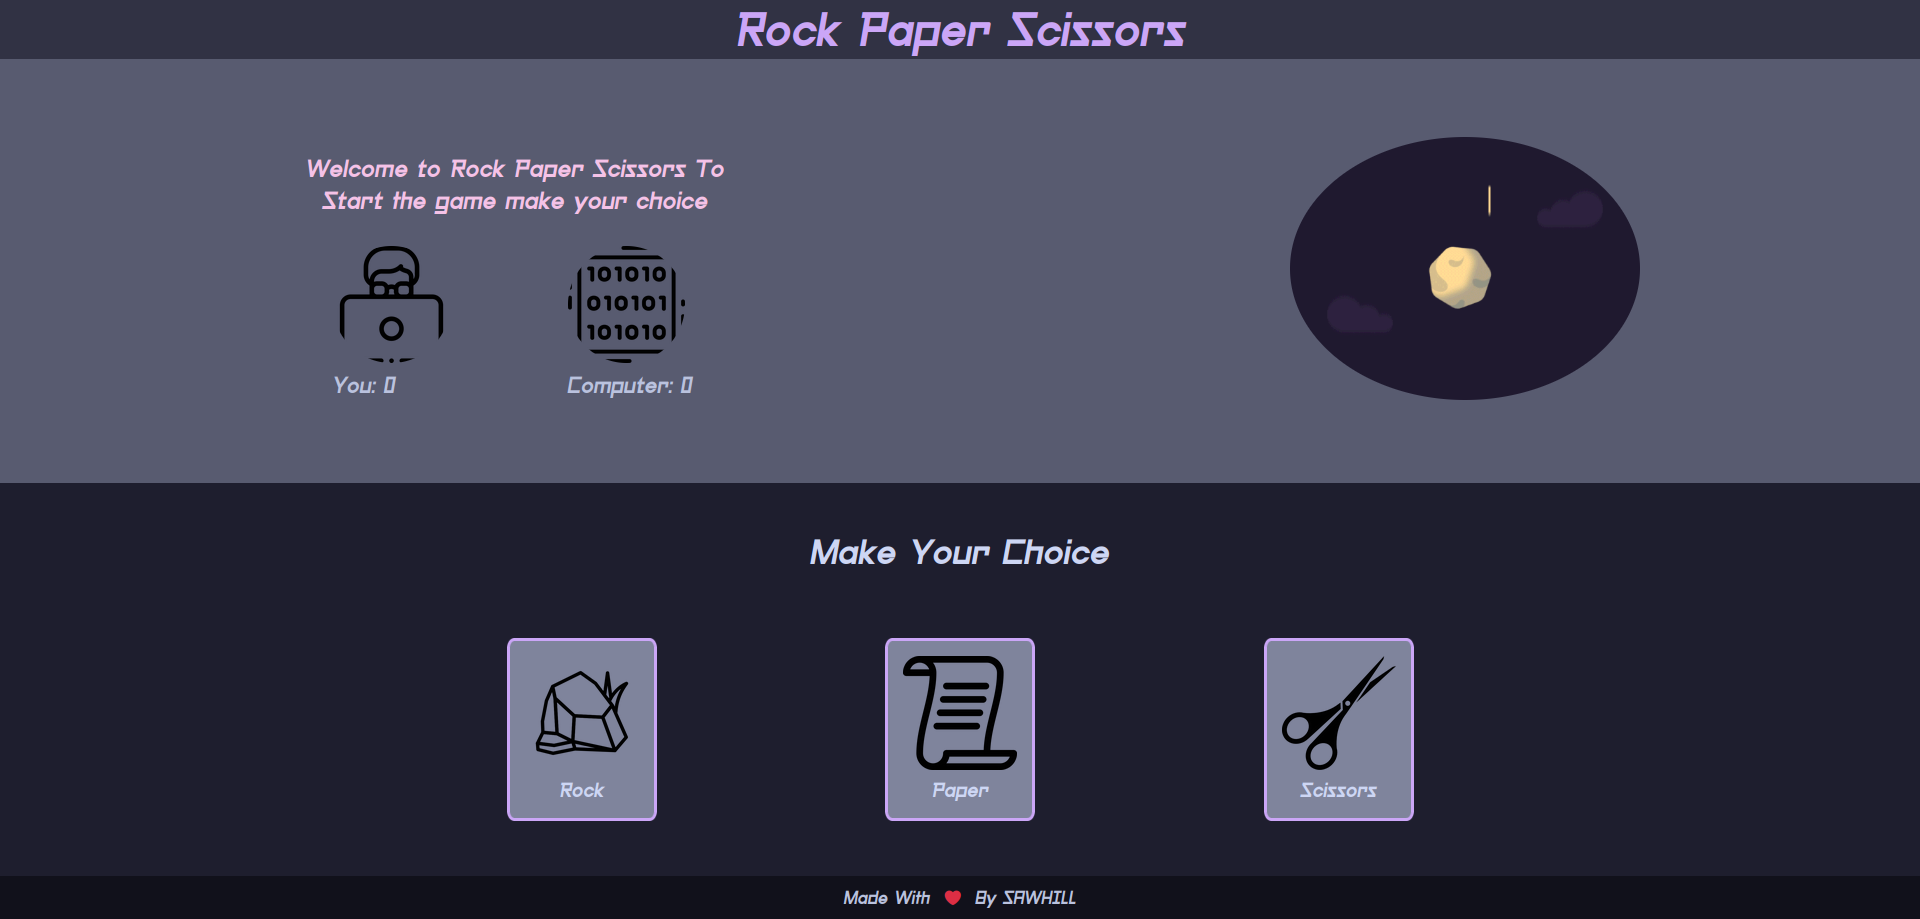 Rock Paper Scissors
Welcome to Rock Paper Scissors To
Start the game make your choice
101010
010101
101010
You: 0
Computer: 0
Make Your Choice
Rock
Paper
Scissors
Made With ❤ By SAWHILL